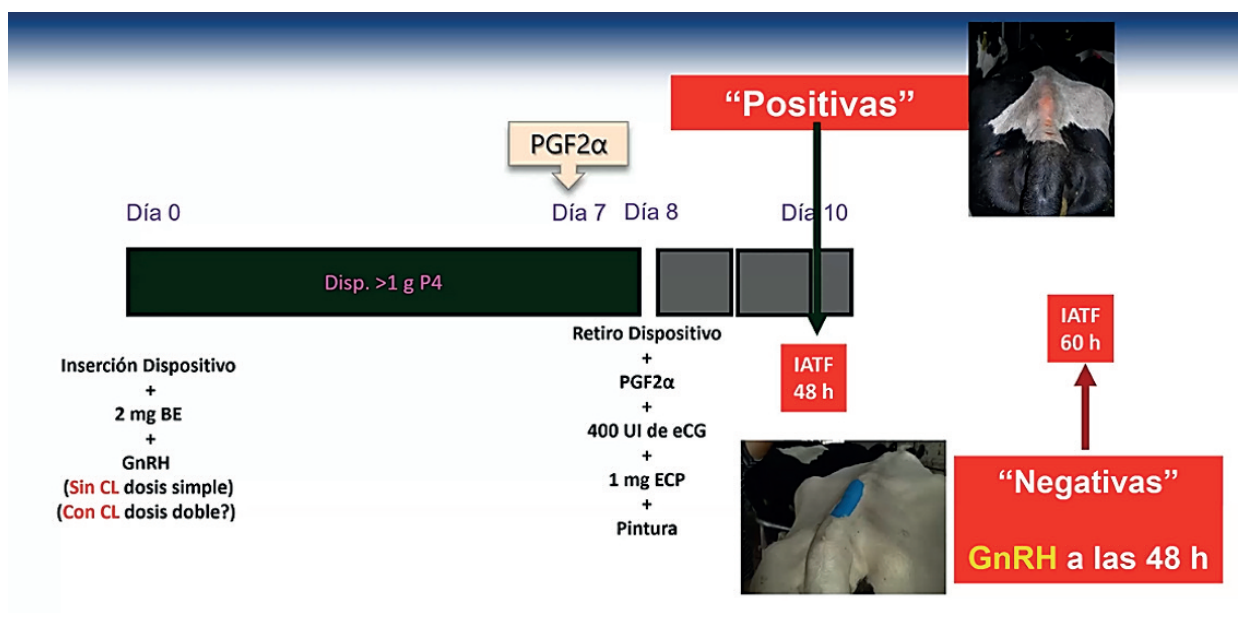 “Positivas”
PGF2α
Día 0
Día 7
Día 8
Día 10
Disp. >1 g P4
Inserción Dispositivo
+
2 mg BE
+
GnRH
(Sin CL dosis simple)
(Con CL dosis doble?)
Retiro Dispositivo
+
PGF2α
+
400 UI de eCG
+
1 mg ECP
+
Pintura
IATF
48 h
IATF
60 h
“Negativas”
GnRH a las 48 h